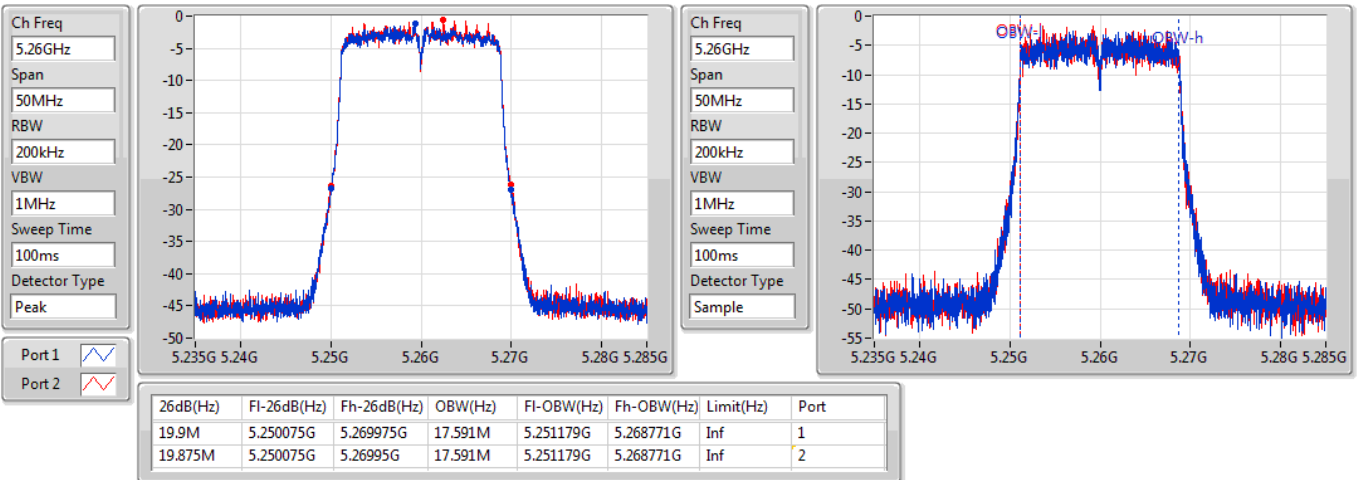 Ch Freq
5.26GHz
Span
50MHz
RBW
200kHz
VBW
1MHz
Sweep Time
100ms
Detector Type
Peak
Port 1
Port 2
0
-5
-10
-15
-20
-25
-30
-35
-40
-45
-50
5.235G 5.24G 5.25G 5.26G 5.27G 5.28G 5.285G
Ch Freq
5.26GHz
Span
50MHz
RBW
200kHz
VBW
1MHz
Sweep Time
100ms
Detector Type
Sample
0
-5
-10
-15
-20
-25
-30
-35
-40
-45
-50
-55
OBW-l
OBW-h
5.235G 5.24G 5.25G 5.26G 5.27G 5.28G 5.285G
26dB(Hz) Fl-26dB(Hz) Fh-26dB(Hz) OBW(Hz) Fl-OBW(Hz) Fh-OBW(Hz) Limit(Hz) Port
19.9M 5.250075G 5.269975G 17.591M 5.251179G 5.268771G Inf 1
19.875M 5.250075G 5.26995G 17.591M 5.251179G 5.268771G Inf 2